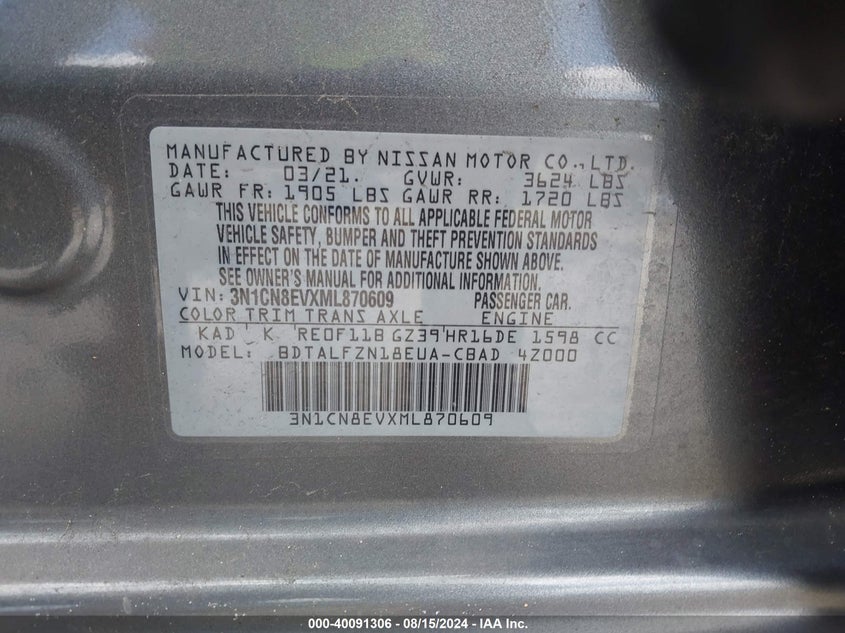 MANUFACTURED BY NISSAN MOTOR CO., LTD.
DATE: 03/21. GVWR: 3624 LBS
GAWR FR: 1905 LBS GAWR RR: 1720 LBS
THIS VEHICLE CONFORMS TO ALL APPLICABLE FEDERAL MOTOR
VEHICLE SAFETY, BUMPER AND THEFT PREVENTION STANDARDS
IN EFFECT ON THE DATE OF MANUFACTURE SHOWN ABOVE.
SEE OWNER'S MANUAL FOR ADDITIONAL INFORMATION.
VIN: 3N1CN8EVXML870609 PASSENGER CAR.
COLOR TRIM TRANS AXLE ENGINE
KAD K RE0F11B GZ39 HR16DE 1598 CC
MODEL: BDTALFZN18EUA-CBAD 4Z000
3N1CN8EVXML870609
000-40091306 - 08/15/2024 - IAA Inc.